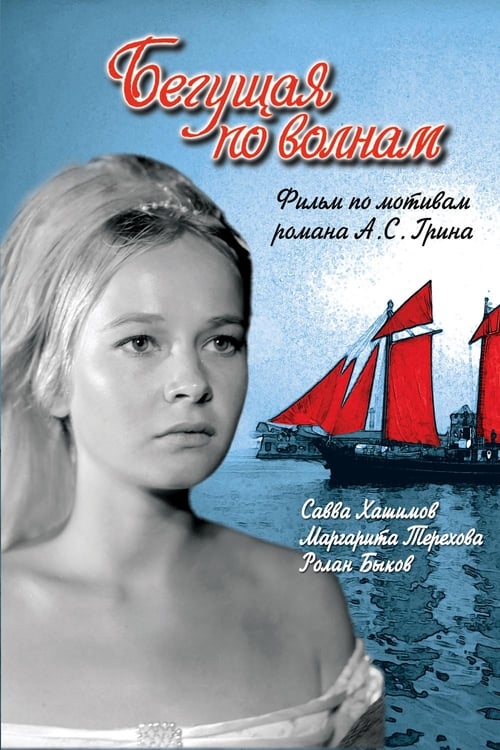 Бегущая
по волнам
Фильм по мотивам
романа А.С.Грина
Савва Хашимов
Маргарита Терехова
Ролан Быков